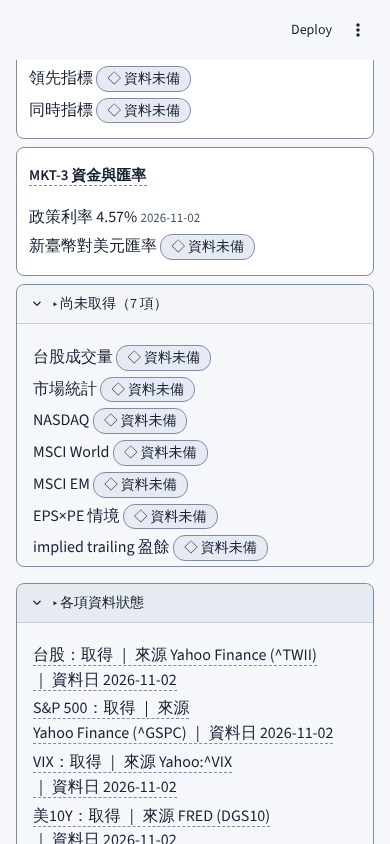 Deploy
領先指標 ◇ 資料未備
同時指標 ◇ 資料未備
MKT-3 資金與匯率
政策利率 4.57% 2026-11-02
新臺幣對美元匯率 ◇ 資料未備
▸ 尚未取得（7 項）
台股成交量 ◇ 資料未備
市場統計 ◇ 資料未備
NASDAQ ◇ 資料未備
MSCI World ◇ 資料未備
MSCI EM ◇ 資料未備
EPS×PE 情境 ◇ 資料未備
implied trailing 盈餘 ◇ 資料未備
▸ 各項資料狀態
台股：取得 ｜ 來源 Yahoo Finance (^TWII)
｜ 資料日 2026-11-02
S&P 500：取得 ｜ 來源
Yahoo Finance (^GSPC) ｜ 資料日 2026-11-02
VIX：取得 ｜ 來源 Yahoo:^VIX
｜ 資料日 2026-11-02
美10Y：取得 ｜ 來源 FRED (DGS10)
｜ 資料日 2026-11-02